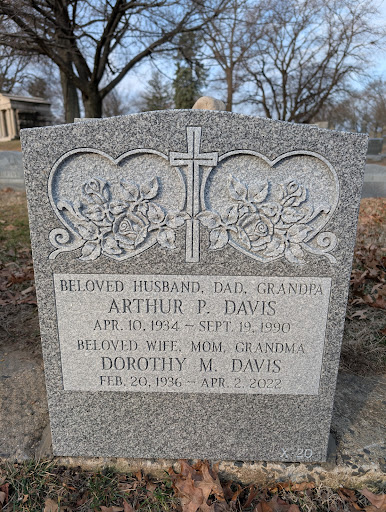 BELOVED HUSBAND, DAD, GRANDPA
ARTHUR P. DAVIS
APR. 10, 1934 ~ SEPT. 19, 1990
BELOVED WIFE, MOM, GRANDMA
DOROTHY M. DAVIS
FEB. 20, 1936 ~ APR. 2, 2022
X-20